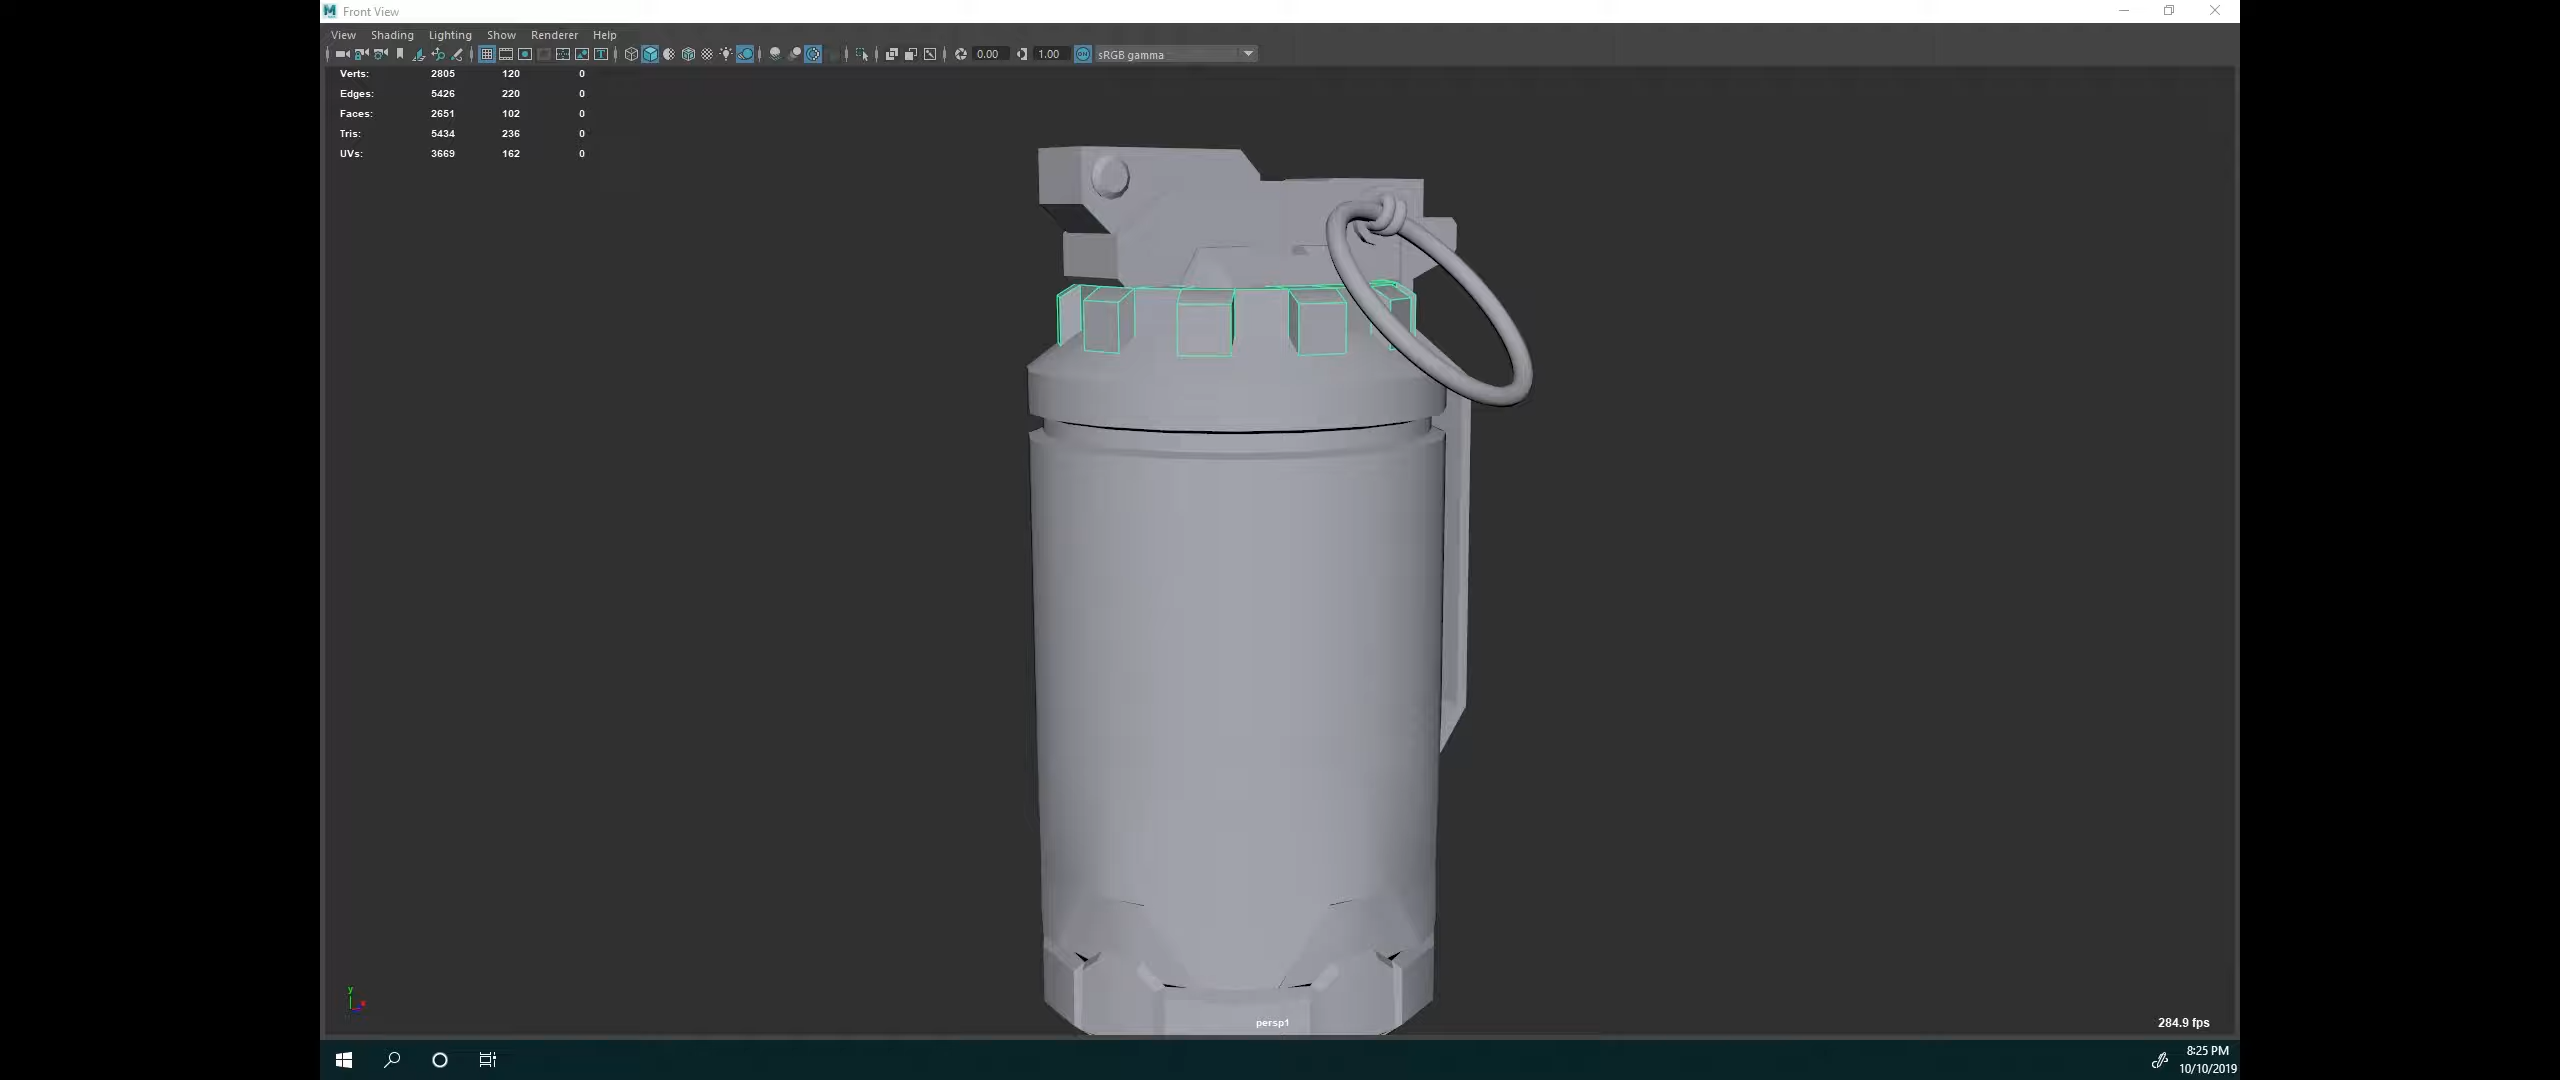 Front View
View Shading Lighting Show Renderer Help
0.00 1.00 ON sRGB gamma
Verts: 2805 120 0
Edges: 5426 220 0
Faces: 2651 102 0
Tris: 5434 236 0
UVs: 3669 162 0
y
persp1
284.9 fps
8:25 PM
10/10/2019